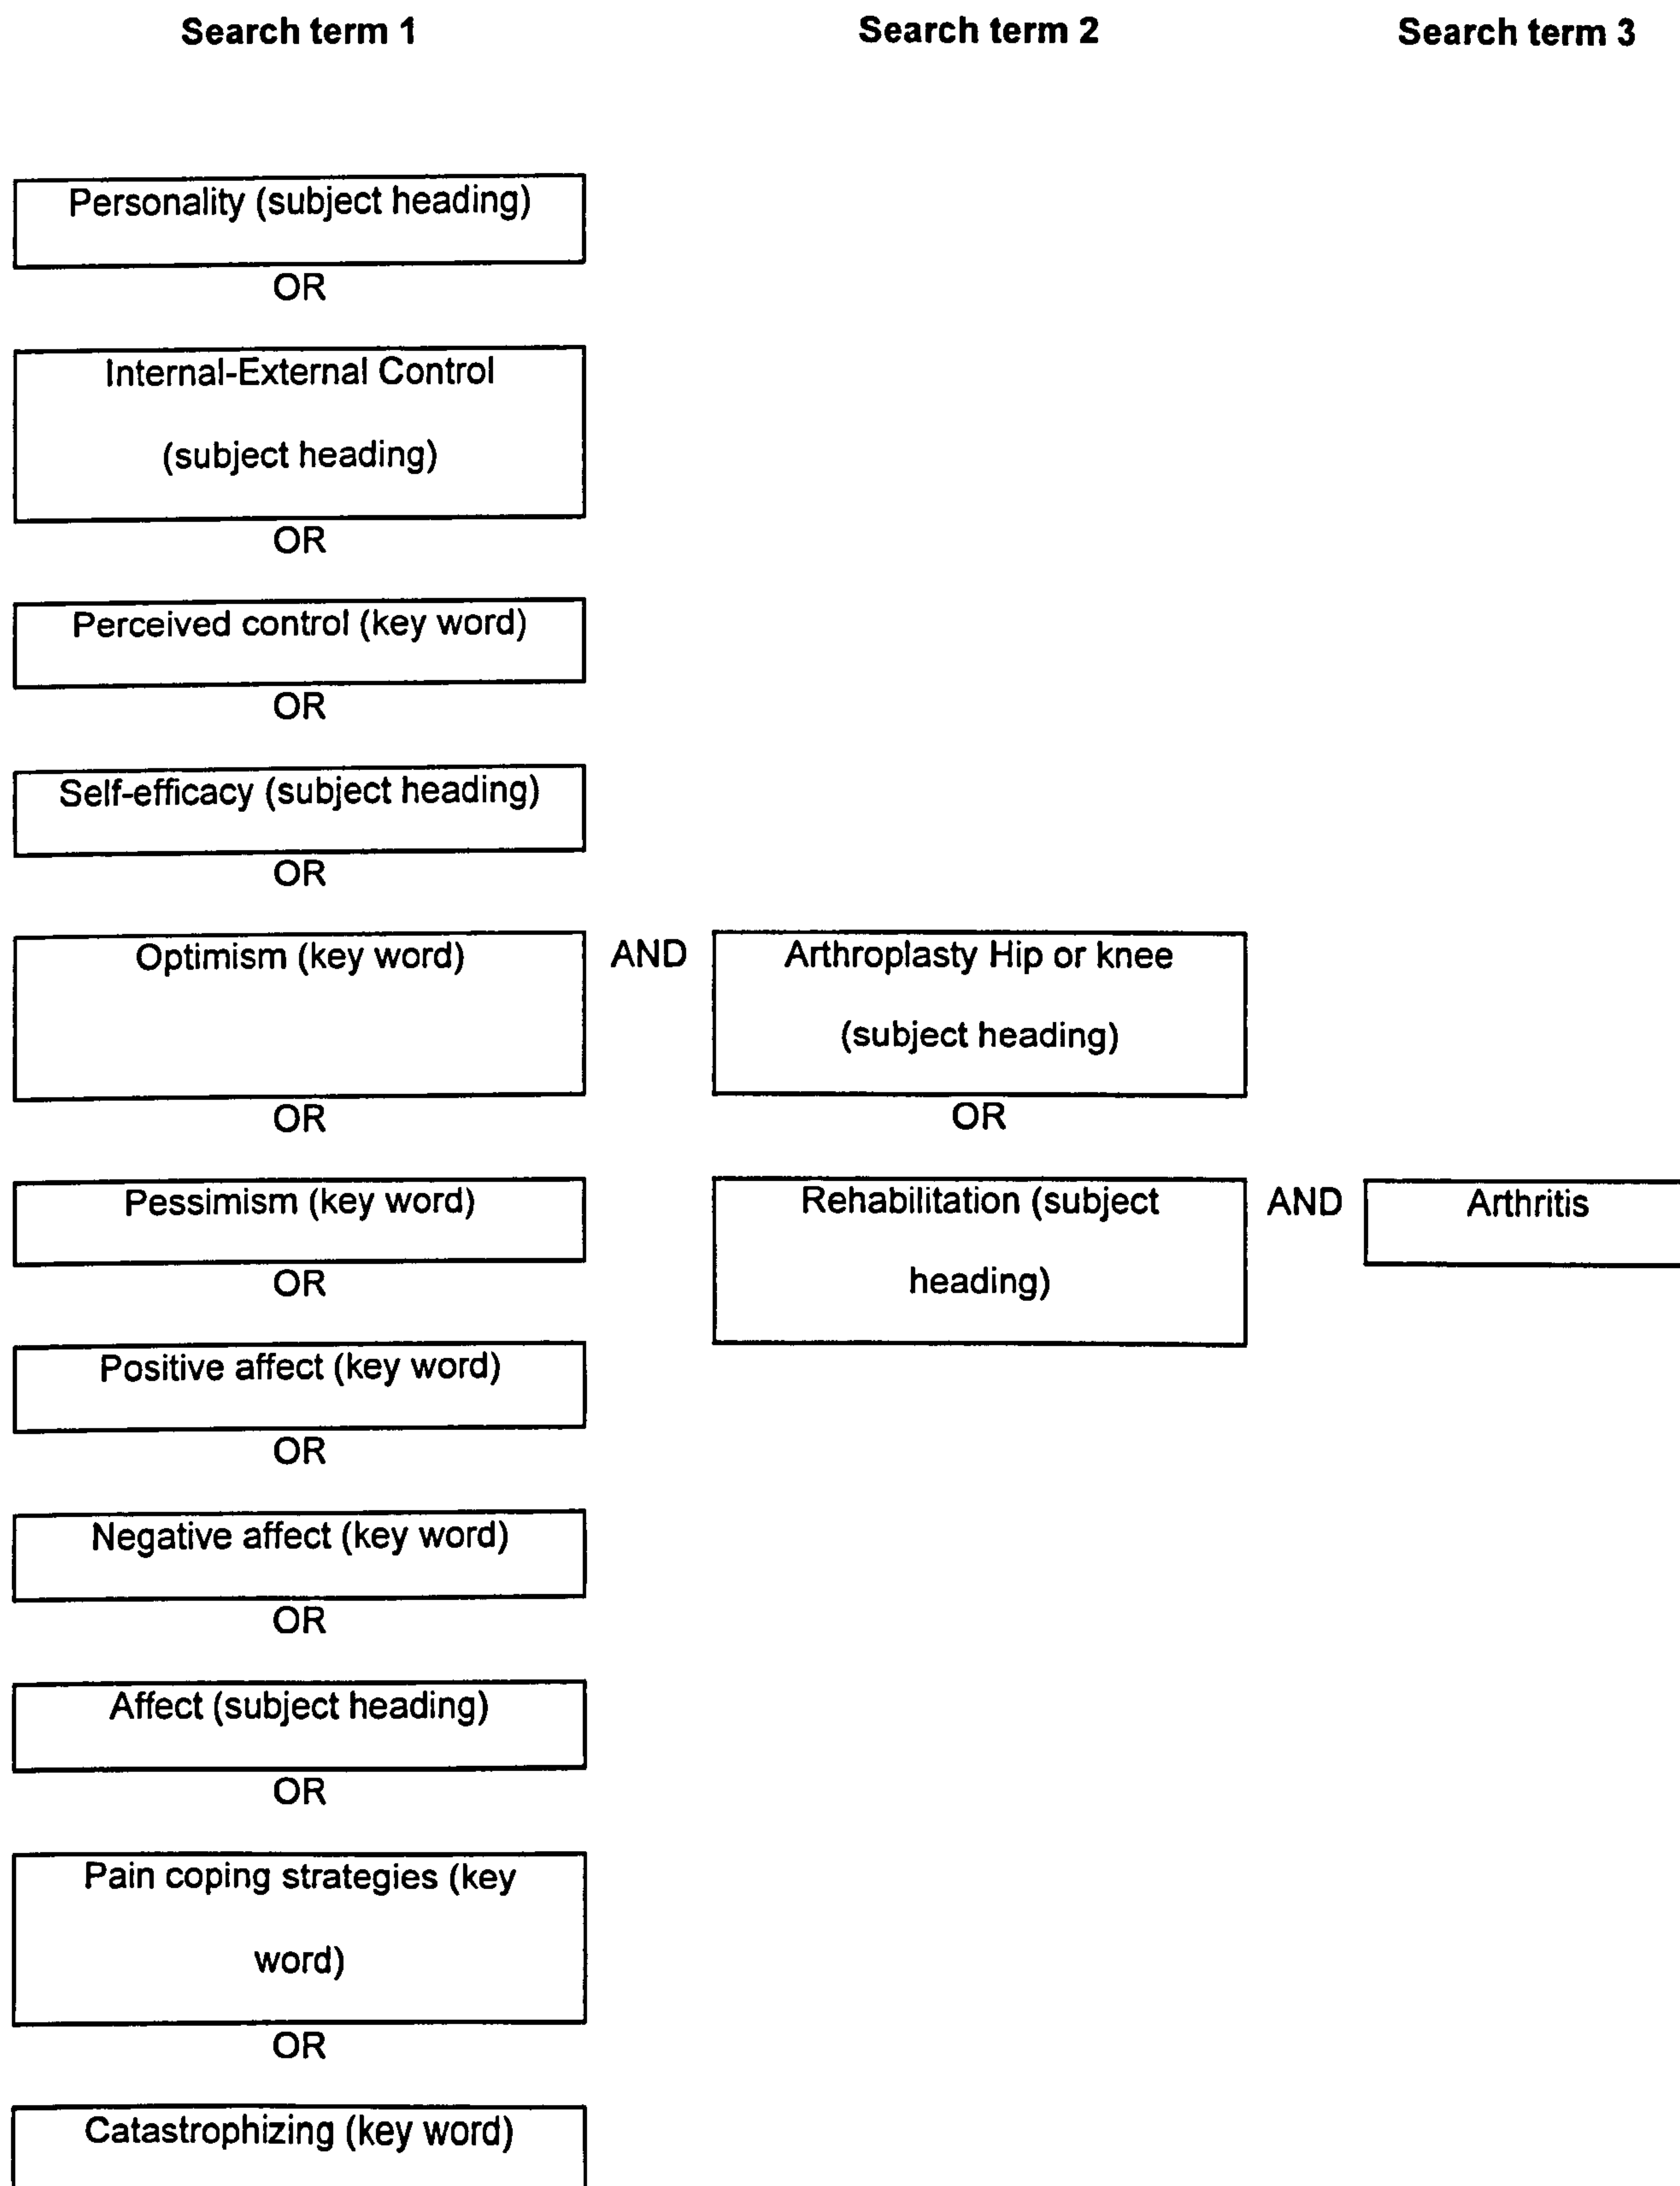 Search term 1 Search term 2 Search term 3
Personality (subject heading)
OR
Internal-External Control
(subject heading)
OR
Perceived control (key word)
OR
Self-efficacy (subject heading)
OR
Optimism (key word) AND Arthroplasty Hip or knee
(subject heading)
OR OR
Pessimism (key word) Rehabilitation (subject AND Arthritis
OR heading)
Positive affect (key word)
OR
Negative affect (key word)
OR
Affect (subject heading)
OR
Pain coping strategies (key
word)
OR
Catastrophizing (key word)